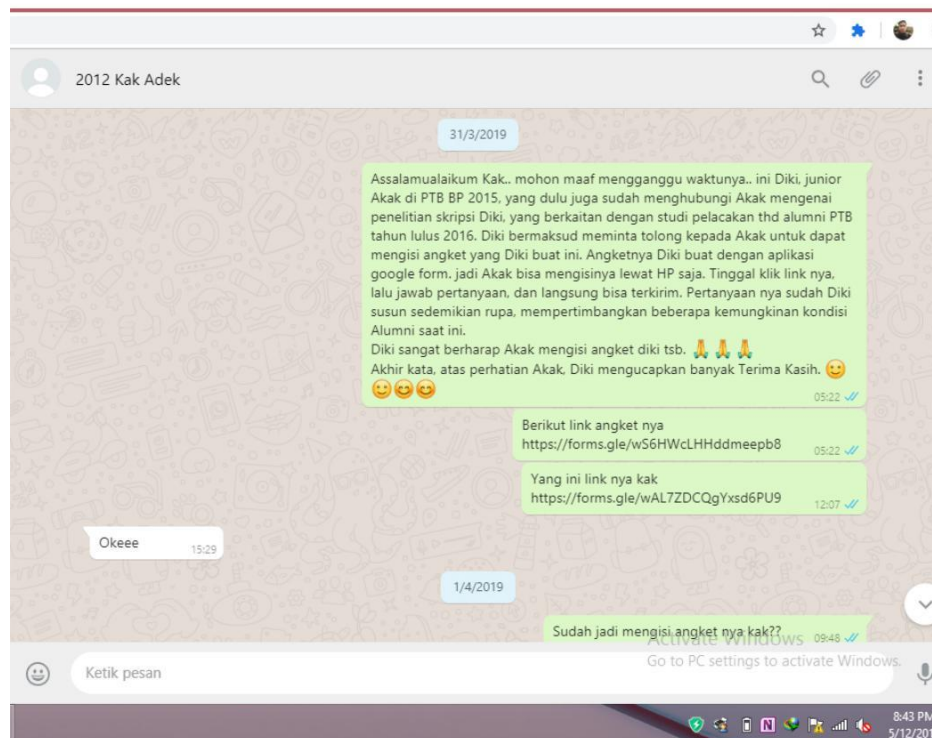 2012 Kak Adek
31/3/2019
Assalamualaikum Kak.. mohon maaf mengganggu waktunya.. ini Diki, junior
Akak di PTB BP 2015, yang dulu juga sudah menghubungi Akak mengenai
penelitian skripsi Diki, yang berkaitan dengan studi pelacakan thd alumni PTB
tahun lulus 2016. Diki bermaksud meminta tolong kepada Akak untuk dapat
mengisi angket yang Diki buat ini. Angketnya Diki buat dengan aplikasi
google form. jadi Akak bisa mengisinya lewat HP saja. Tinggal klik link nya,
lalu jawab pertanyaan, dan langsung bisa terkirim. Pertanyaan nya sudah Diki
susun sedemikian rupa, mempertimbangkan beberapa kemungkinan kondisi
Alumni saat ini.
Diki sangat berharap Akak mengisi angket diki tsb. 🙏 🙏 🙏
Akhir kata, atas perhatian Akak, Diki mengucapkan banyak Terima Kasih. 🙂
🙂😊😊
05:22
Berikut link angket nya
https://forms.gle/wS6HWcLHHddmeepb8
05:22
Yang ini link nya kak
https://forms.gle/wAL7ZDCQgYxsd6PU9
12:07
Okeee
15:29
1/4/2019
Sudah jadi mengisi angket nya kak??
09:48
Activate Windows
Go to PC settings to activate Windows.
Ketik pesan
8:43 PM
5/12/201